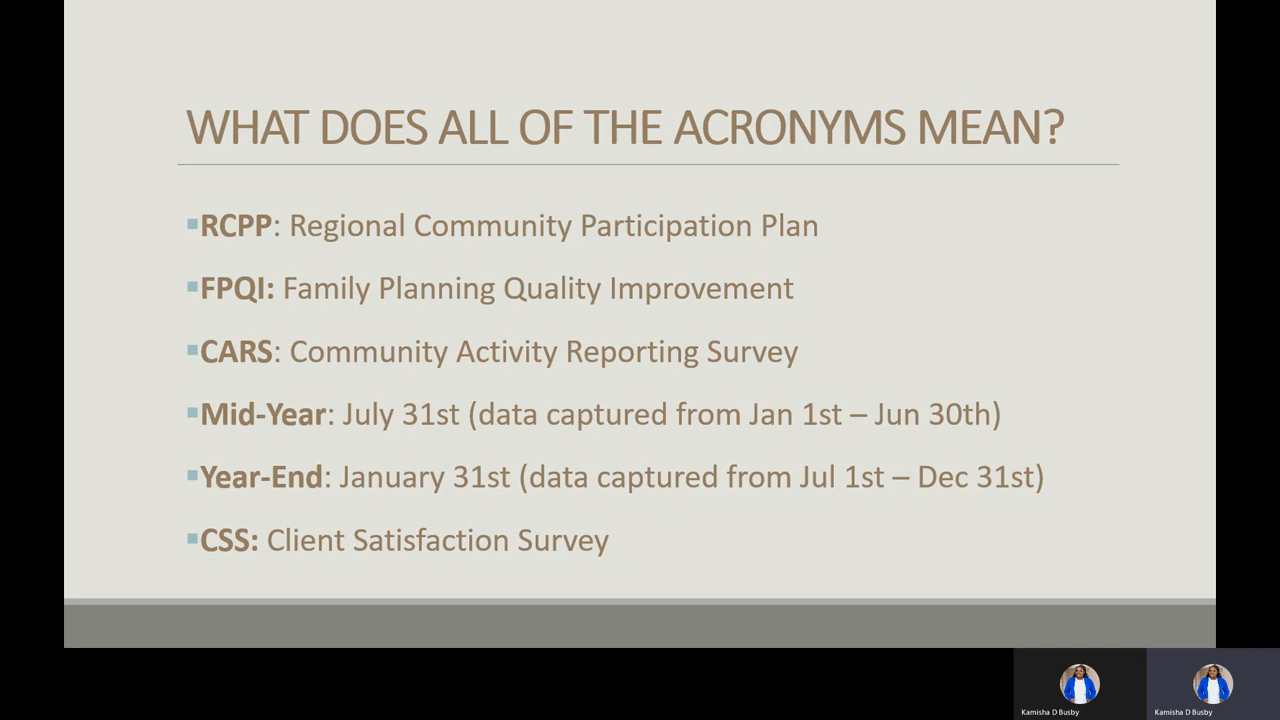 WHAT DOES ALL OF THE ACRONYMS MEAN?
RCPP: Regional Community Participation Plan
FPQI: Family Planning Quality Improvement
CARS: Community Activity Reporting Survey
Mid-Year: July 31st (data captured from Jan 1st – Jun 30th)
Year-End: January 31st (data captured from Jul 1st – Dec 31st)
CSS: Client Satisfaction Survey
Kamisha D Busby
Kamisha D Busby